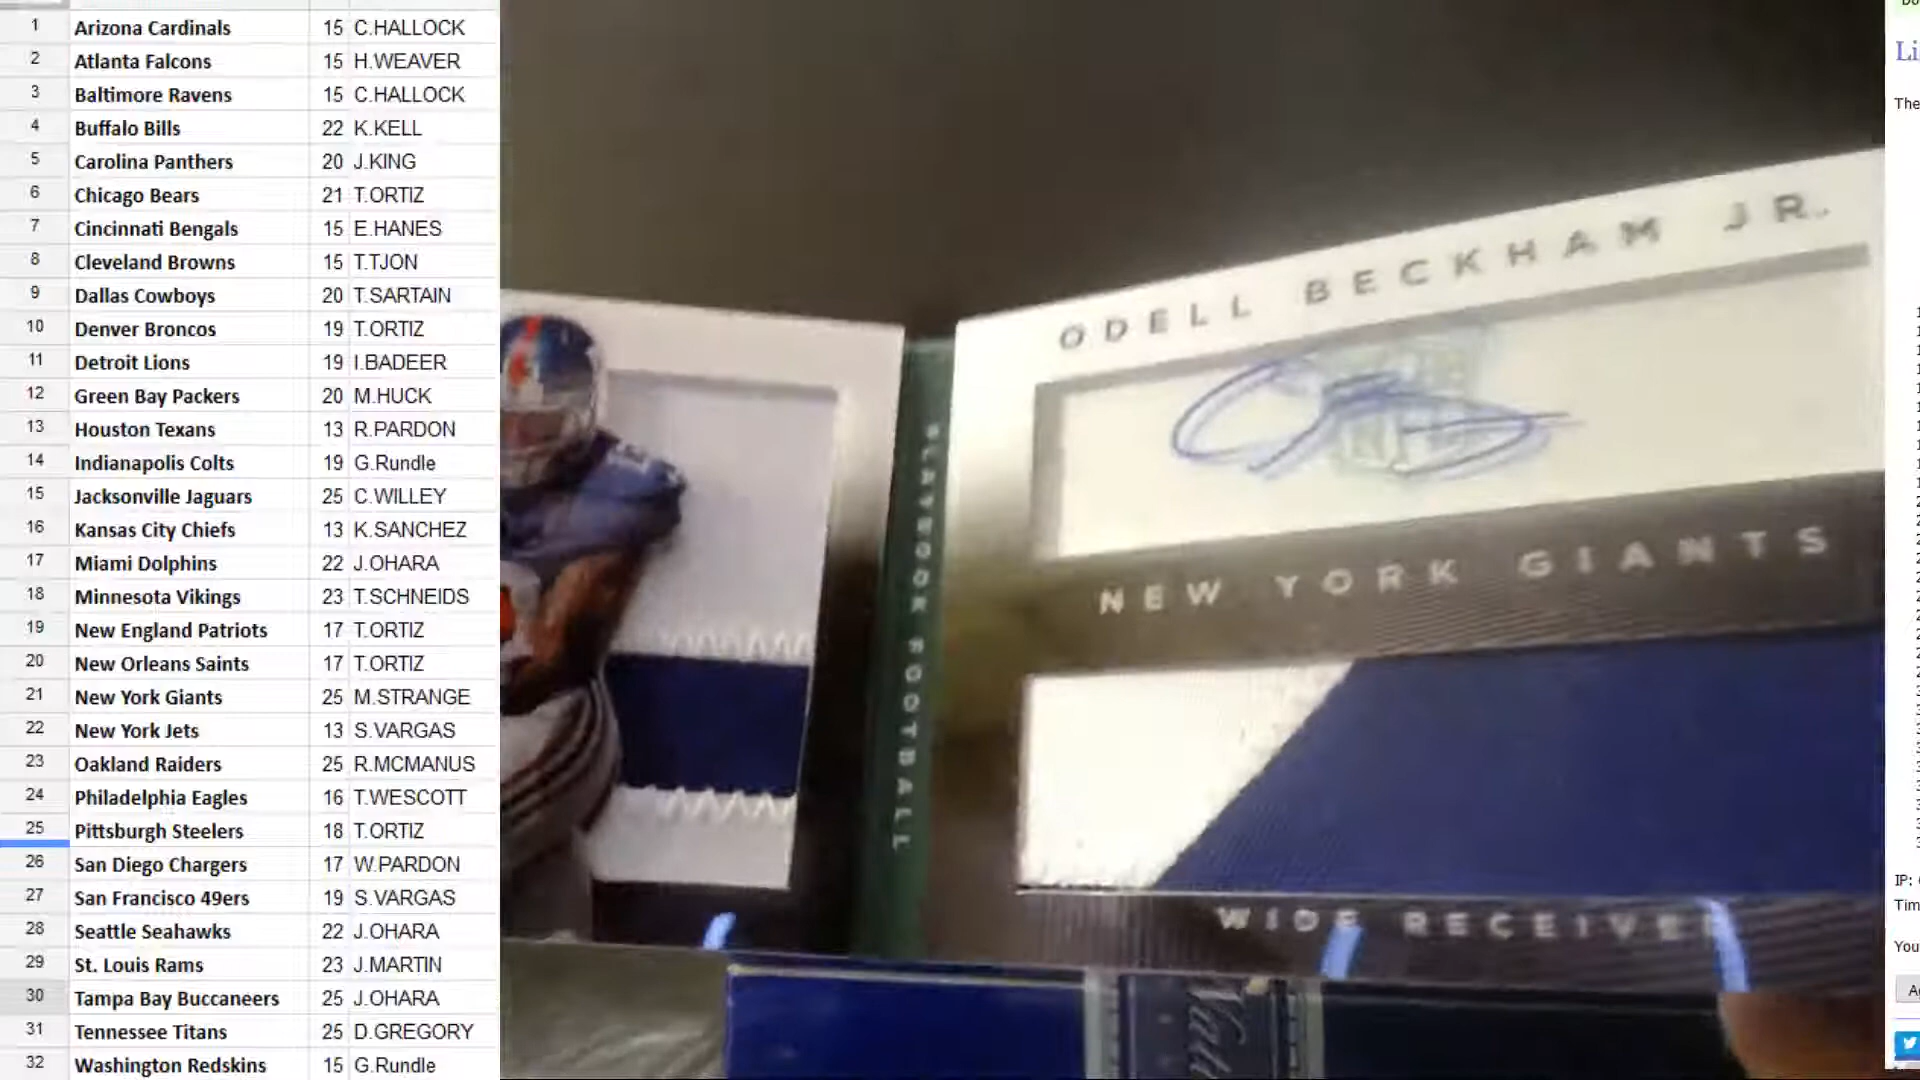 1 Arizona Cardinals 15 C.HALLOCK
2 Atlanta Falcons 15 H.WEAVER
3 Baltimore Ravens 15 C.HALLOCK
4 Buffalo Bills 22 K.KELL
5 Carolina Panthers 20 J.KING
6 Chicago Bears 21 T.ORTIZ
7 Cincinnati Bengals 15 E.HANES
8 Cleveland Browns 15 T.TJON
9 Dallas Cowboys 20 T.SARTAIN
10 Denver Broncos 19 T.ORTIZ
11 Detroit Lions 19 I.BADEER
12 Green Bay Packers 20 M.HUCK
13 Houston Texans 13 R.PARDON
14 Indianapolis Colts 19 G.Rundle
15 Jacksonville Jaguars 25 C.WILLEY
16 Kansas City Chiefs 13 K.SANCHEZ
17 Miami Dolphins 22 J.OHARA
18 Minnesota Vikings 23 T.SCHNEIDS
19 New England Patriots 17 T.ORTIZ
20 New Orleans Saints 17 T.ORTIZ
21 New York Giants 25 M.STRANGE
22 New York Jets 13 S.VARGAS
23 Oakland Raiders 25 R.MCMANUS
24 Philadelphia Eagles 16 T.WESCOTT
25 Pittsburgh Steelers 18 T.ORTIZ
26 San Diego Chargers 17 W.PARDON
27 San Francisco 49ers 19 S.VARGAS
28 Seattle Seahawks 22 J.OHARA
29 St. Louis Rams 23 J.MARTIN
30 Tampa Bay Buccaneers 25 J.OHARA
31 Tennessee Titans 25 D.GREGORY
32 Washington Redskins 15 G.Rundle
PLAYBOOK FOOTBALL
ODELL BECKHAM JR.
NEW YORK GIANTS
WIDE RECEIVER
The
IP:
You